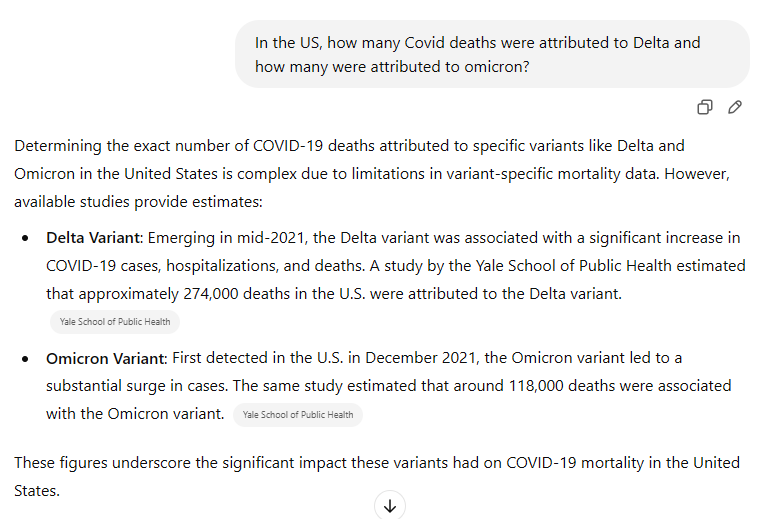 In the US, how many Covid deaths were attributed to Delta and
how many were attributed to omicron?
Determining the exact number of COVID-19 deaths attributed to specific variants like Delta and
Omicron in the United States is complex due to limitations in variant-specific mortality data. However,
available studies provide estimates:
• Delta Variant: Emerging in mid-2021, the Delta variant was associated with a significant increase in
COVID-19 cases, hospitalizations, and deaths. A study by the Yale School of Public Health estimated
that approximately 274,000 deaths in the U.S. were attributed to the Delta variant.
Yale School of Public Health
• Omicron Variant: First detected in the U.S. in December 2021, the Omicron variant led to a
substantial surge in cases. The same study estimated that around 118,000 deaths were associated
with the Omicron variant. Yale School of Public Health
These figures underscore the significant impact these variants had on COVID-19 mortality in the United
States.